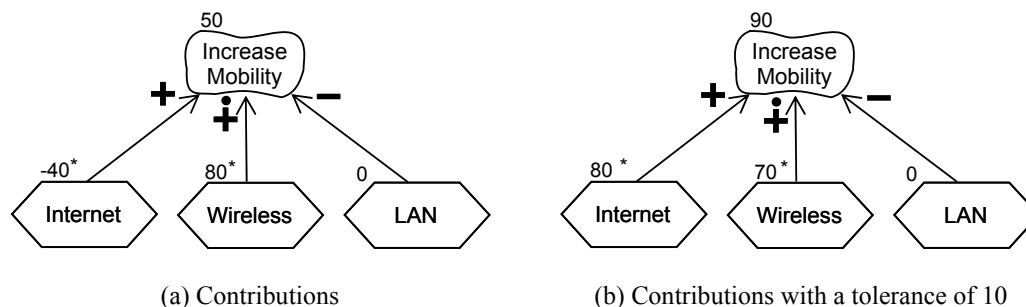 50
Increase
Mobility
+
+
−
-40*
80*
0
Internet
Wireless
LAN
(a) Contributions
90
Increase
Mobility
+
+
−
80 *
70 *
0
Internet
Wireless
LAN
(b) Contributions with a tolerance of 10